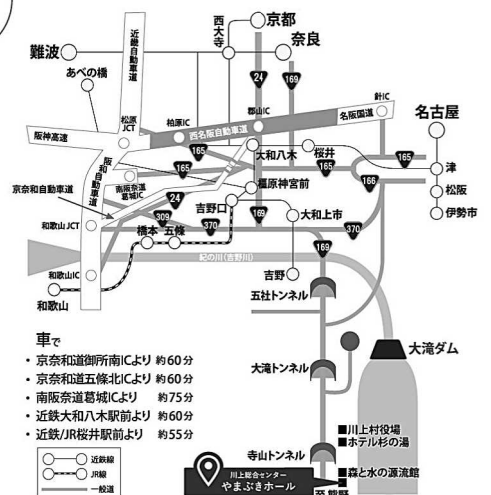 京都
西大寺
奈良
難波
近畿自動車道
あべの橋
24
169
郡山IC
針IC
名阪国道
名古屋
松原JCT
柏原IC
西名阪自動車道
阪神高速
165
大和八木
桜井
165
165
津
阪和自動車道
165
南阪奈道
葛城IC
橿原神宮前
166
松阪
京奈和自動車道
24
吉野口
169
大和上市
伊勢市
309
370
370
和歌山JCT
橋本
五條
169
紀の川(吉野川)
吉野
和歌山IC
五社トンネル
和歌山
車で
・京奈和道御所南ICより 約60分
・京奈和道五條北ICより 約60分
・南阪奈道葛城ICより 約75分
・近鉄大和八木駅前より 約60分
・近鉄/JR桜井駅前より 約55分
大滝ダム
大滝トンネル
■川上村役場
■ホテル杉の湯
寺山トンネル
■森と水の源流館
近鉄線
JR線
一般道
川上総合センター
やまぶきホール
至熊野